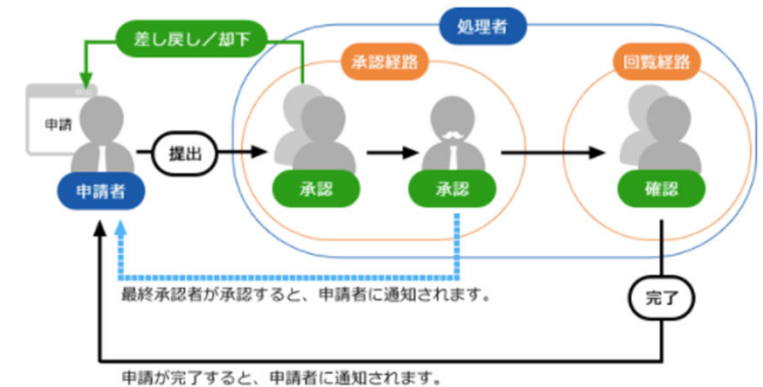 処理者
差し戻し／却下
承認経路
回覧経路
申請
提出
申請者
承認
承認
確認
最終承認者が承認すると、申請者に通知されます。
完了
申請が完了すると、申請者に通知されます。